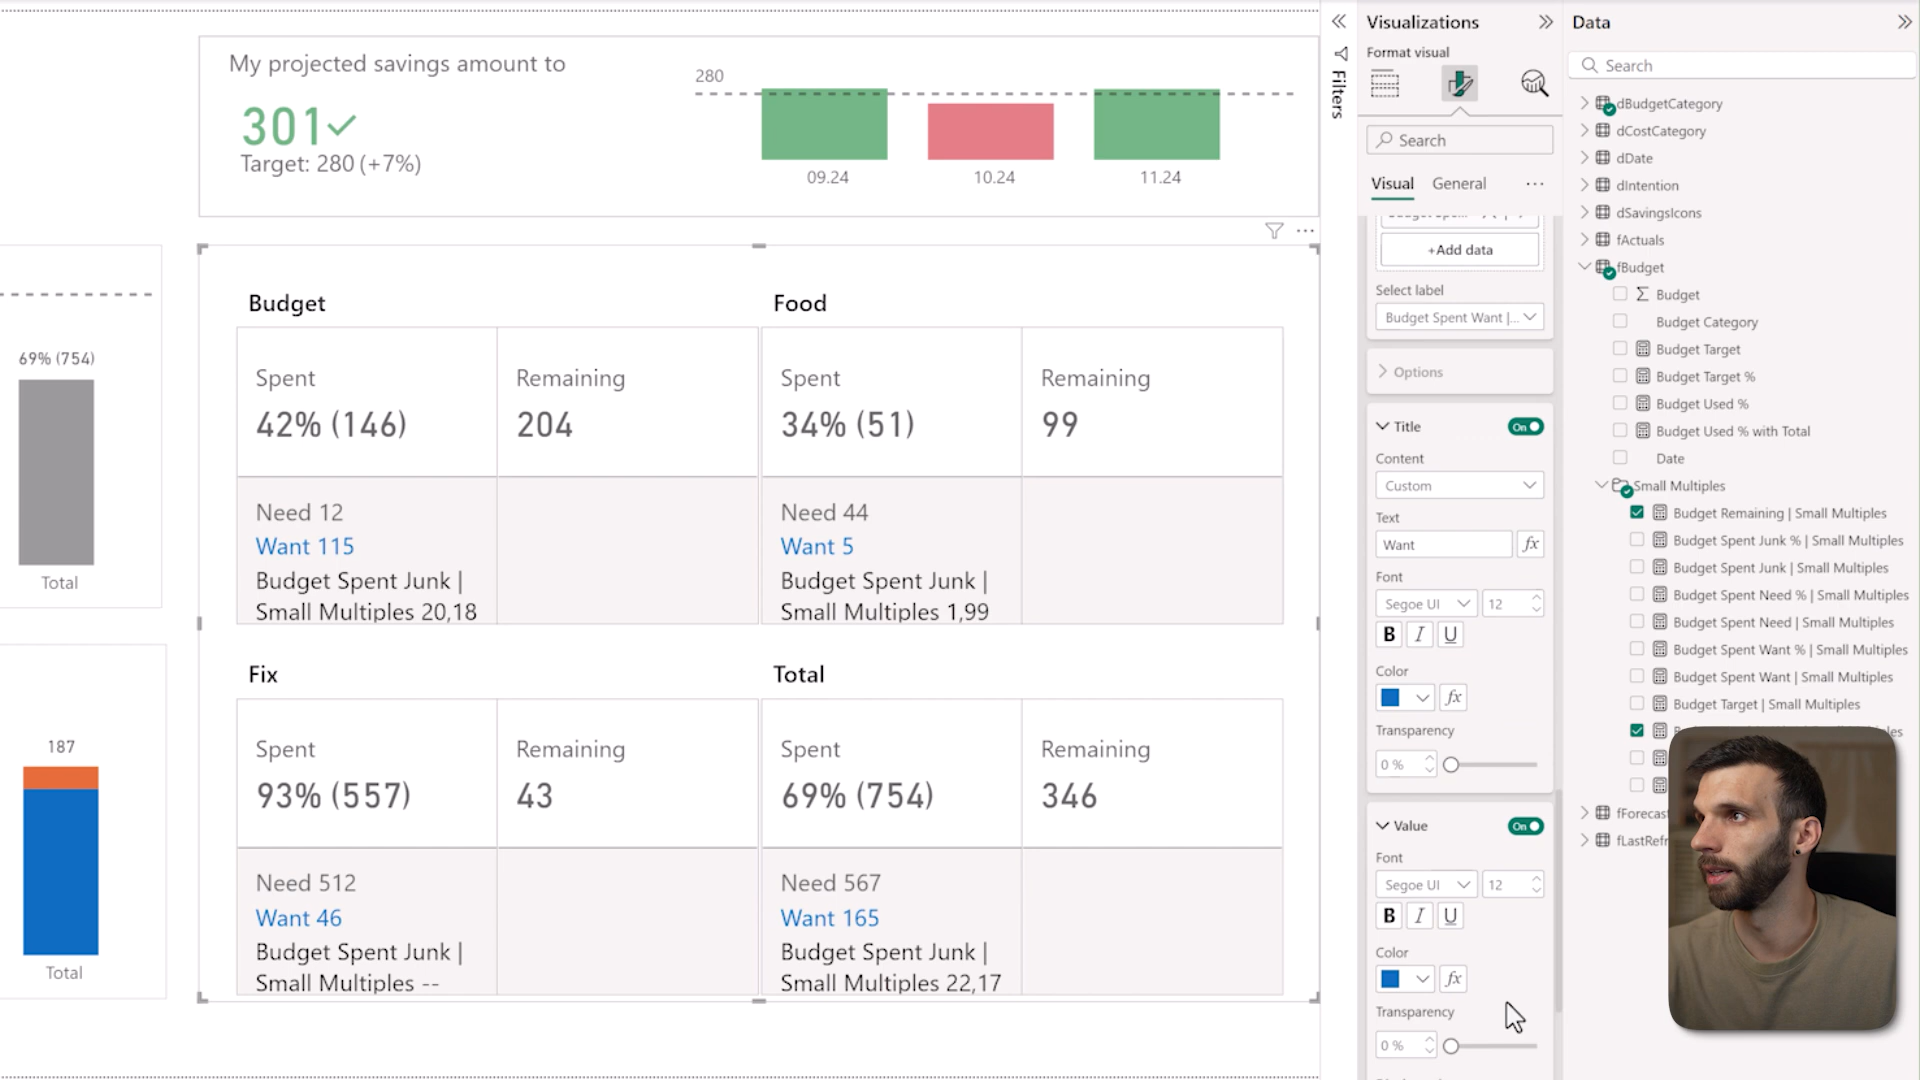 My projected savings amount to
301
Target: 280 (+7%)
280
09.24
10.24
11.24
69% (754)
Total
187
Total
Budget
Spent
42% (146)
Remaining
204
Need 12
Want 115
Budget Spent Junk |
Small Multiples 20,18
Food
Spent
34% (51)
Remaining
99
Need 44
Want 5
Budget Spent Junk |
Small Multiples 1,99
Fix
Spent
93% (557)
Remaining
43
Need 512
Want 46
Budget Spent Junk |
Small Multiples --
Total
Spent
69% (754)
Remaining
346
Need 567
Want 165
Budget Spent Junk |
Small Multiples 22,17
Filters
Visualizations
Format visual
Search
Visual
General
+Add data
Select label
Budget Spent Want |...
Options
Title
On
Content
Custom
Text
Want
fx
Font
Segoe UI
12
B I U
Color
fx
Transparency
0 %
Value
On
Font
Segoe UI
12
B I U
Color
fx
Transparency
0 %
Data
Search
dBudgetCategory
dCostCategory
dDate
dIntention
dSavingsIcons
fActuals
fBudget
Budget
Budget Category
Budget Target
Budget Target %
Budget Used %
Budget Used % with Total
Date
Small Multiples
Budget Remaining | Small Multiples
Budget Spent Junk % | Small Multiples
Budget Spent Junk | Small Multiples
Budget Spent Need % | Small Multiples
Budget Spent Need | Small Multiples
Budget Spent Want % | Small Multiples
Budget Spent Want | Small Multiples
Budget Target | Small Multiples
fForecas
fLastRefr